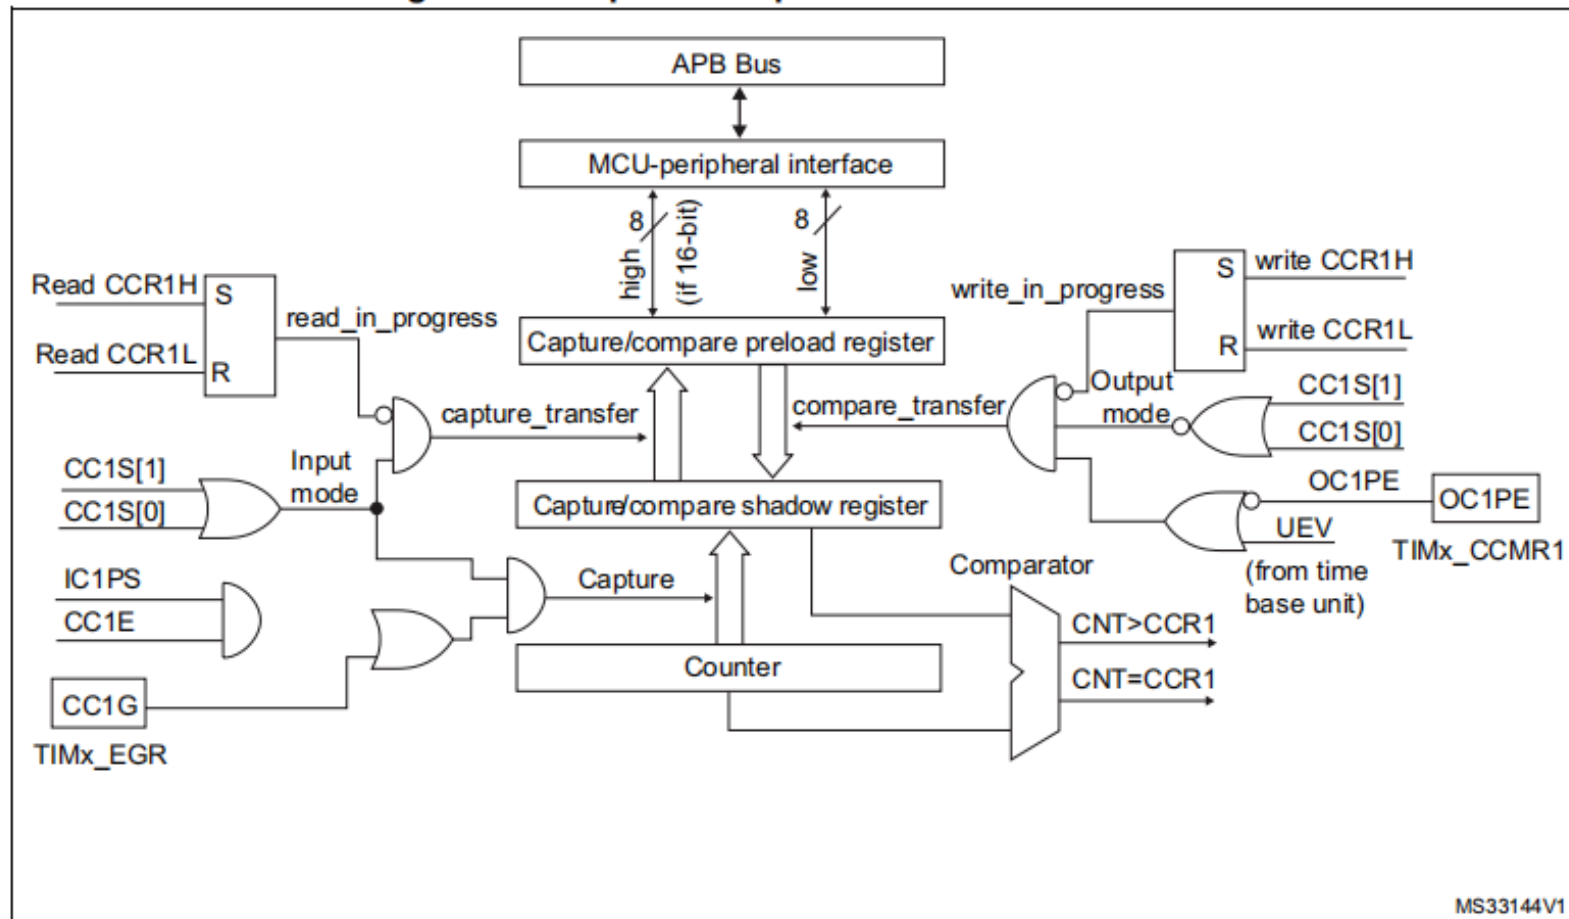 APB Bus
MCU-peripheral interface
8
high
(if 16-bit)
8
low
Read CCR1H
S
read_in_progress
Read CCR1L
R
write_in_progress
S
write CCR1H
R
write CCR1L
Capture/compare preload register
capture_transfer
compare_transfer
Output
mode
CC1S[1]
CC1S[0]
CC1S[1]
CC1S[0]
Input
mode
Capture/compare shadow register
OC1PE
OC1PE
UEV
TIMx_CCMR1
(from time
base unit)
IC1PS
CC1E
Capture
Comparator
CNT>CCR1
CNT=CCR1
Counter
CC1G
TIMx_EGR
MS33144V1